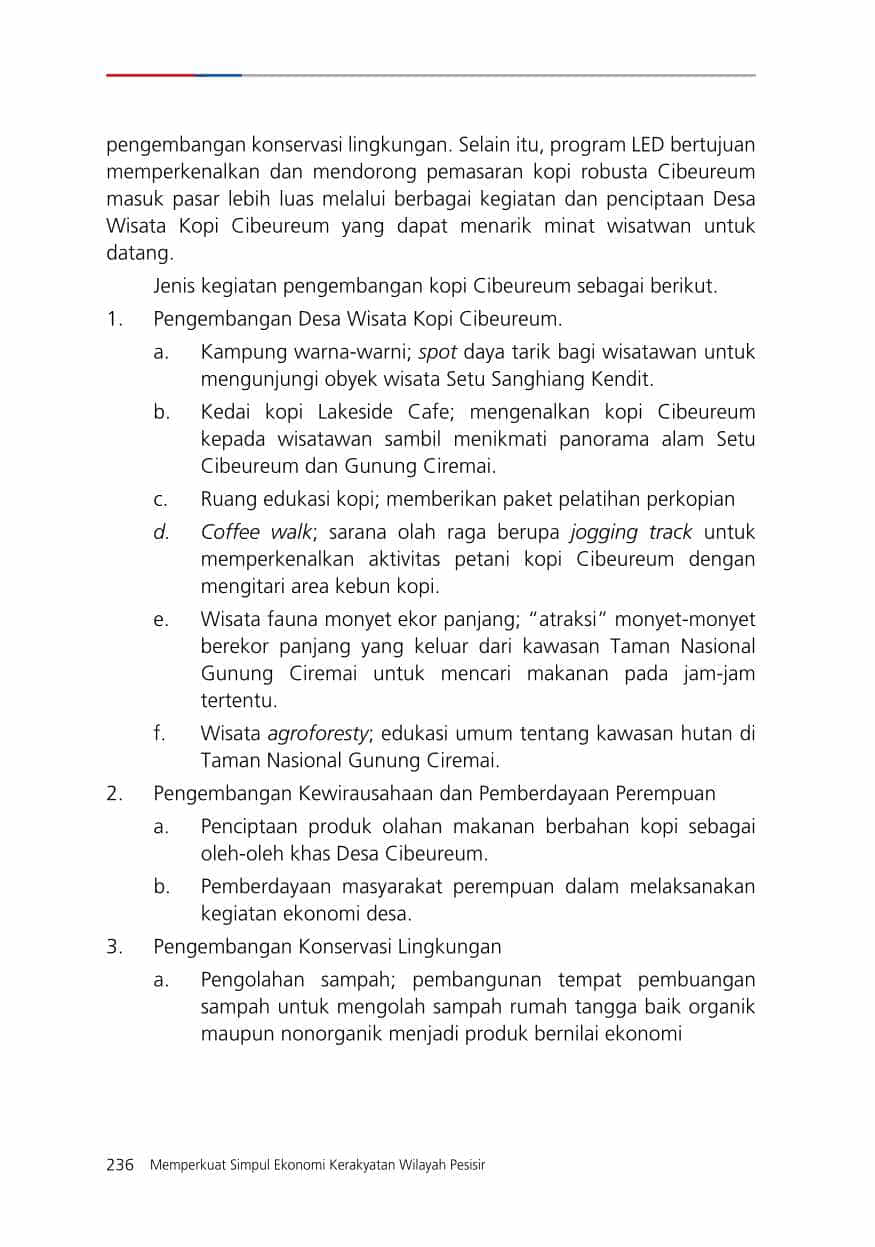 pengembangan konservasi lingkungan. Selain itu, program LED bertujuan
memperkenalkan dan mendorong pemasaran kopi robusta Cibeureum
masuk pasar lebih luas melalui berbagai kegiatan dan penciptaan Desa
Wisata Kopi Cibeureum yang dapat menarik minat wisatwan untuk
datang.
Jenis kegiatan pengembangan kopi Cibeureum sebagai berikut.
1. Pengembangan Desa Wisata Kopi Cibeureum.
a. Kampung warna-warni; spot daya tarik bagi wisatawan untuk
mengunjungi obyek wisata Setu Sanghiang Kendit.
b. Kedai kopi Lakeside Cafe; mengenalkan kopi Cibeureum
kepada wisatawan sambil menikmati panorama alam Setu
Cibeureum dan Gunung Ciremai.
c. Ruang edukasi kopi; memberikan paket pelatihan perkopian
d. Coffee walk; sarana olah raga berupa jogging track untuk
memperkenalkan aktivitas petani kopi Cibeureum dengan
mengitari area kebun kopi.
e. Wisata fauna monyet ekor panjang; “atraksi” monyet-monyet
berekor panjang yang keluar dari kawasan Taman Nasional
Gunung Ciremai untuk mencari makanan pada jam-jam
tertentu.
f. Wisata agroforesty; edukasi umum tentang kawasan hutan di
Taman Nasional Gunung Ciremai.
2. Pengembangan Kewirausahaan dan Pemberdayaan Perempuan
a. Penciptaan produk olahan makanan berbahan kopi sebagai
oleh-oleh khas Desa Cibeureum.
b. Pemberdayaan masyarakat perempuan dalam melaksanakan
kegiatan ekonomi desa.
3. Pengembangan Konservasi Lingkungan
a. Pengolahan sampah; pembangunan tempat pembuangan
sampah untuk mengolah sampah rumah tangga baik organik
maupun nonorganik menjadi produk bernilai ekonomi
236 Memperkuat Simpul Ekonomi Kerakyatan Wilayah Pesisir